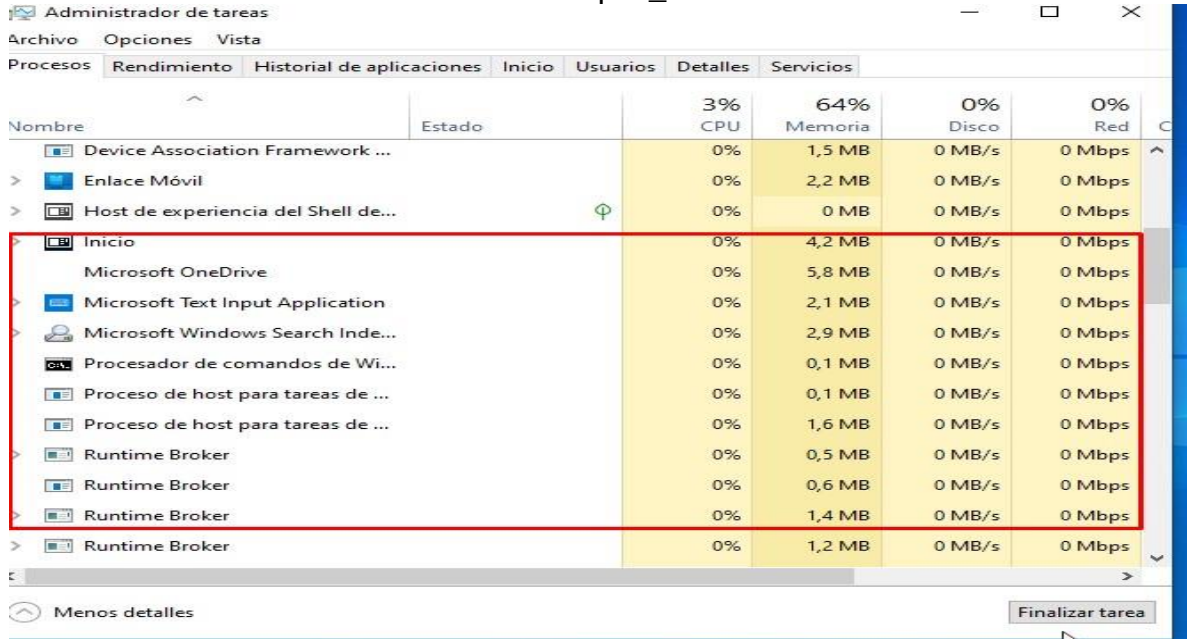 Administrador de tareas
Archivo Opciones Vista
Procesos Rendimiento Historial de aplicaciones Inicio Usuarios Detalles Servicios
3% 64% 0% 0%
Nombre Estado CPU Memoria Disco Red C
Device Association Framework ... 0% 1,5 MB 0 MB/s 0 Mbps
Enlace Móvil 0% 2,2 MB 0 MB/s 0 Mbps
Host de experiencia del Shell de... 0% 0 MB 0 MB/s 0 Mbps
Inicio 0% 4,2 MB 0 MB/s 0 Mbps
Microsoft OneDrive 0% 5,8 MB 0 MB/s 0 Mbps
Microsoft Text Input Application 0% 2,1 MB 0 MB/s 0 Mbps
Microsoft Windows Search Inde... 0% 2,9 MB 0 MB/s 0 Mbps
Procesador de comandos de Wi... 0% 0,1 MB 0 MB/s 0 Mbps
Proceso de host para tareas de ... 0% 0,1 MB 0 MB/s 0 Mbps
Proceso de host para tareas de ... 0% 1,6 MB 0 MB/s 0 Mbps
Runtime Broker 0% 0,5 MB 0 MB/s 0 Mbps
Runtime Broker 0% 0,6 MB 0 MB/s 0 Mbps
Runtime Broker 0% 1,4 MB 0 MB/s 0 Mbps
Runtime Broker 0% 1,2 MB 0 MB/s 0 Mbps
Menos detalles Finalizar tarea